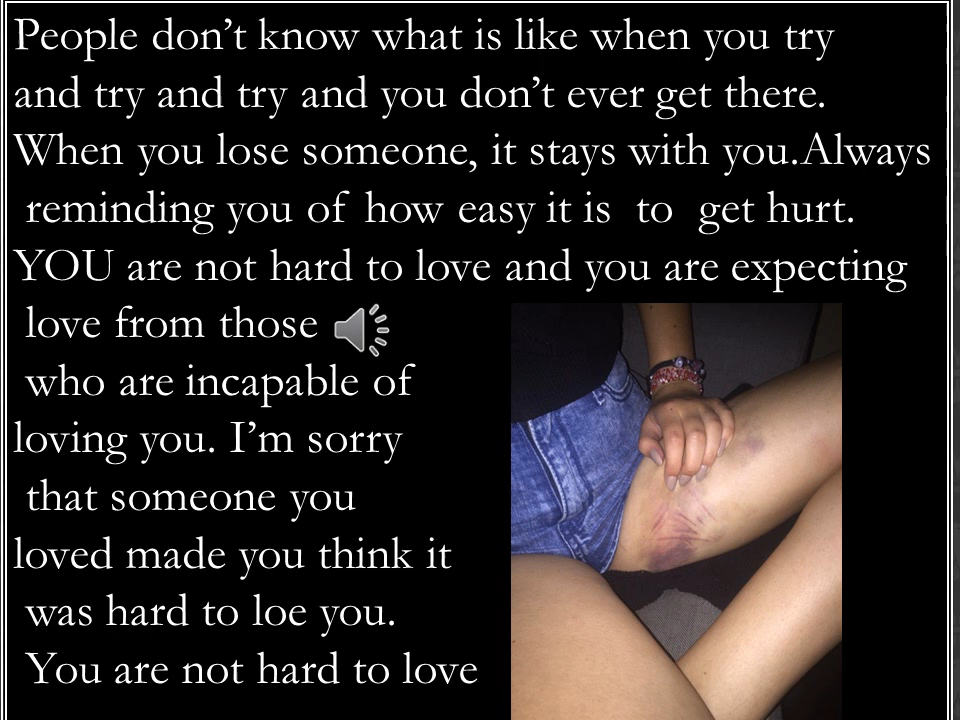 People don’t know what is like when you try
and try and try and you don’t ever get there.
When you lose someone, it stays with you.Always
reminding you of how easy it is to get hurt.
YOU are not hard to love and you are expecting
love from those
who are incapable of
loving you. I’m sorry
that someone you
loved made you think it
was hard to loe you.
You are not hard to love